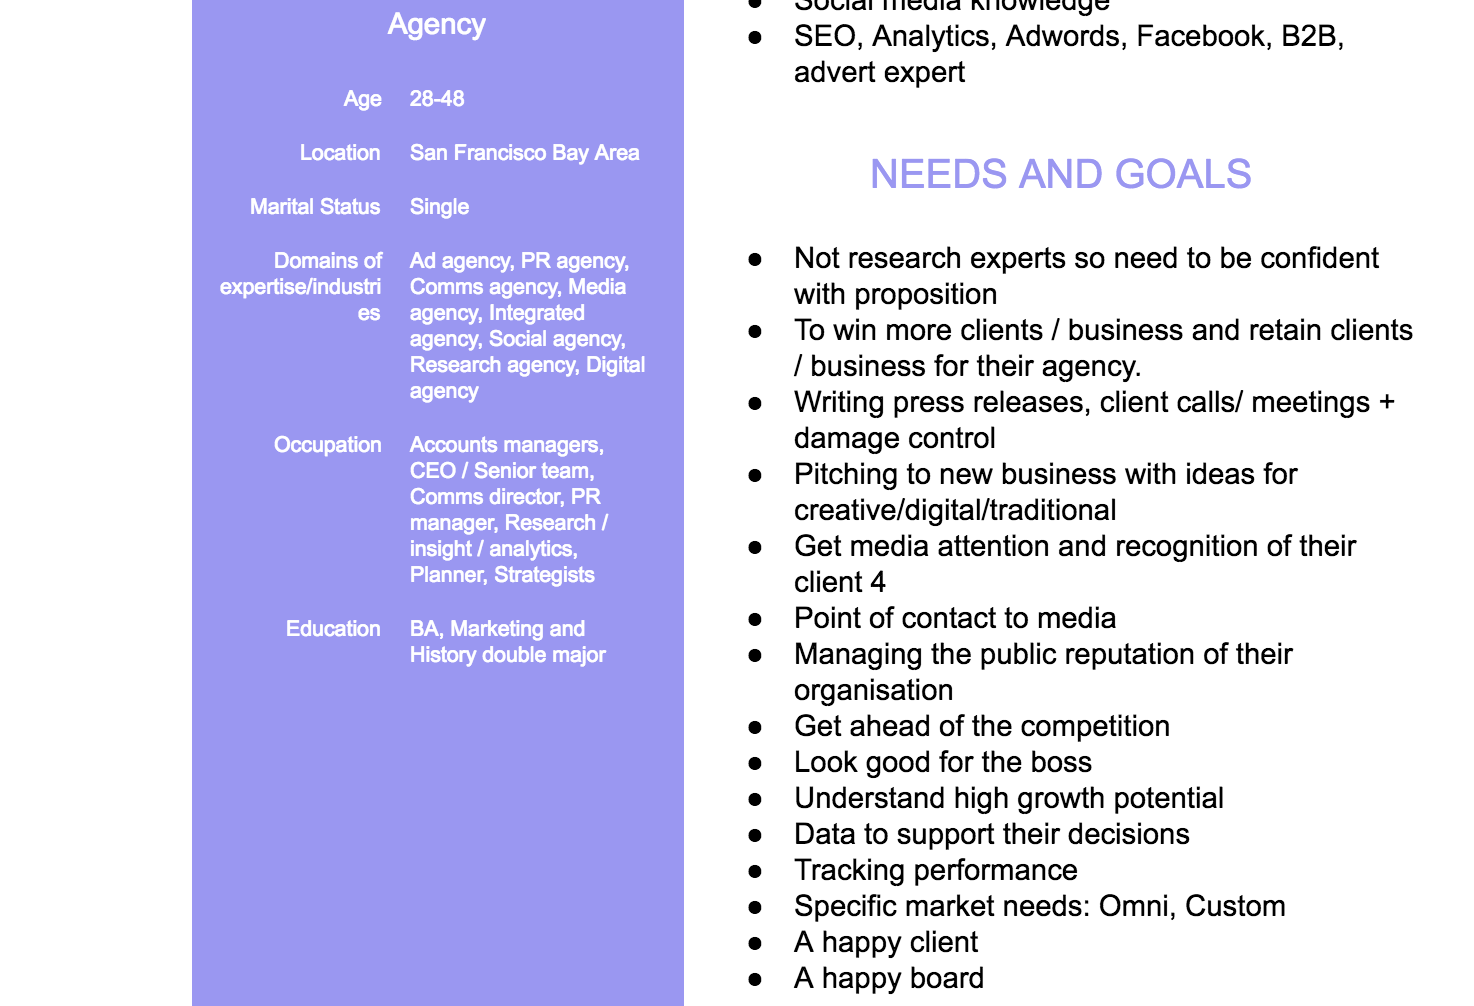 Agency
Age 28-48
Location San Francisco Bay Area
Marital Status Single
Domains of expertise/industri es
Ad agency, PR agency,
Comms agency, Media
agency, Integrated
agency, Social agency,
Research agency, Digital
agency
Occupation Accounts managers,
CEO / Senior team,
Comms director, PR
manager, Research /
insight / analytics,
Planner, Strategists
Education BA, Marketing and
History double major
● Social media knowledge
● SEO, Analytics, Adwords, Facebook, B2B,
advert expert
NEEDS AND GOALS
● Not research experts so need to be confident
with proposition
● To win more clients / business and retain clients
/ business for their agency.
● Writing press releases, client calls/ meetings +
damage control
● Pitching to new business with ideas for
creative/digital/traditional
● Get media attention and recognition of their
client 4
● Point of contact to media
● Managing the public reputation of their
organisation
● Get ahead of the competition
● Look good for the boss
● Understand high growth potential
● Data to support their decisions
● Tracking performance
● Specific market needs: Omni, Custom
● A happy client
● A happy board